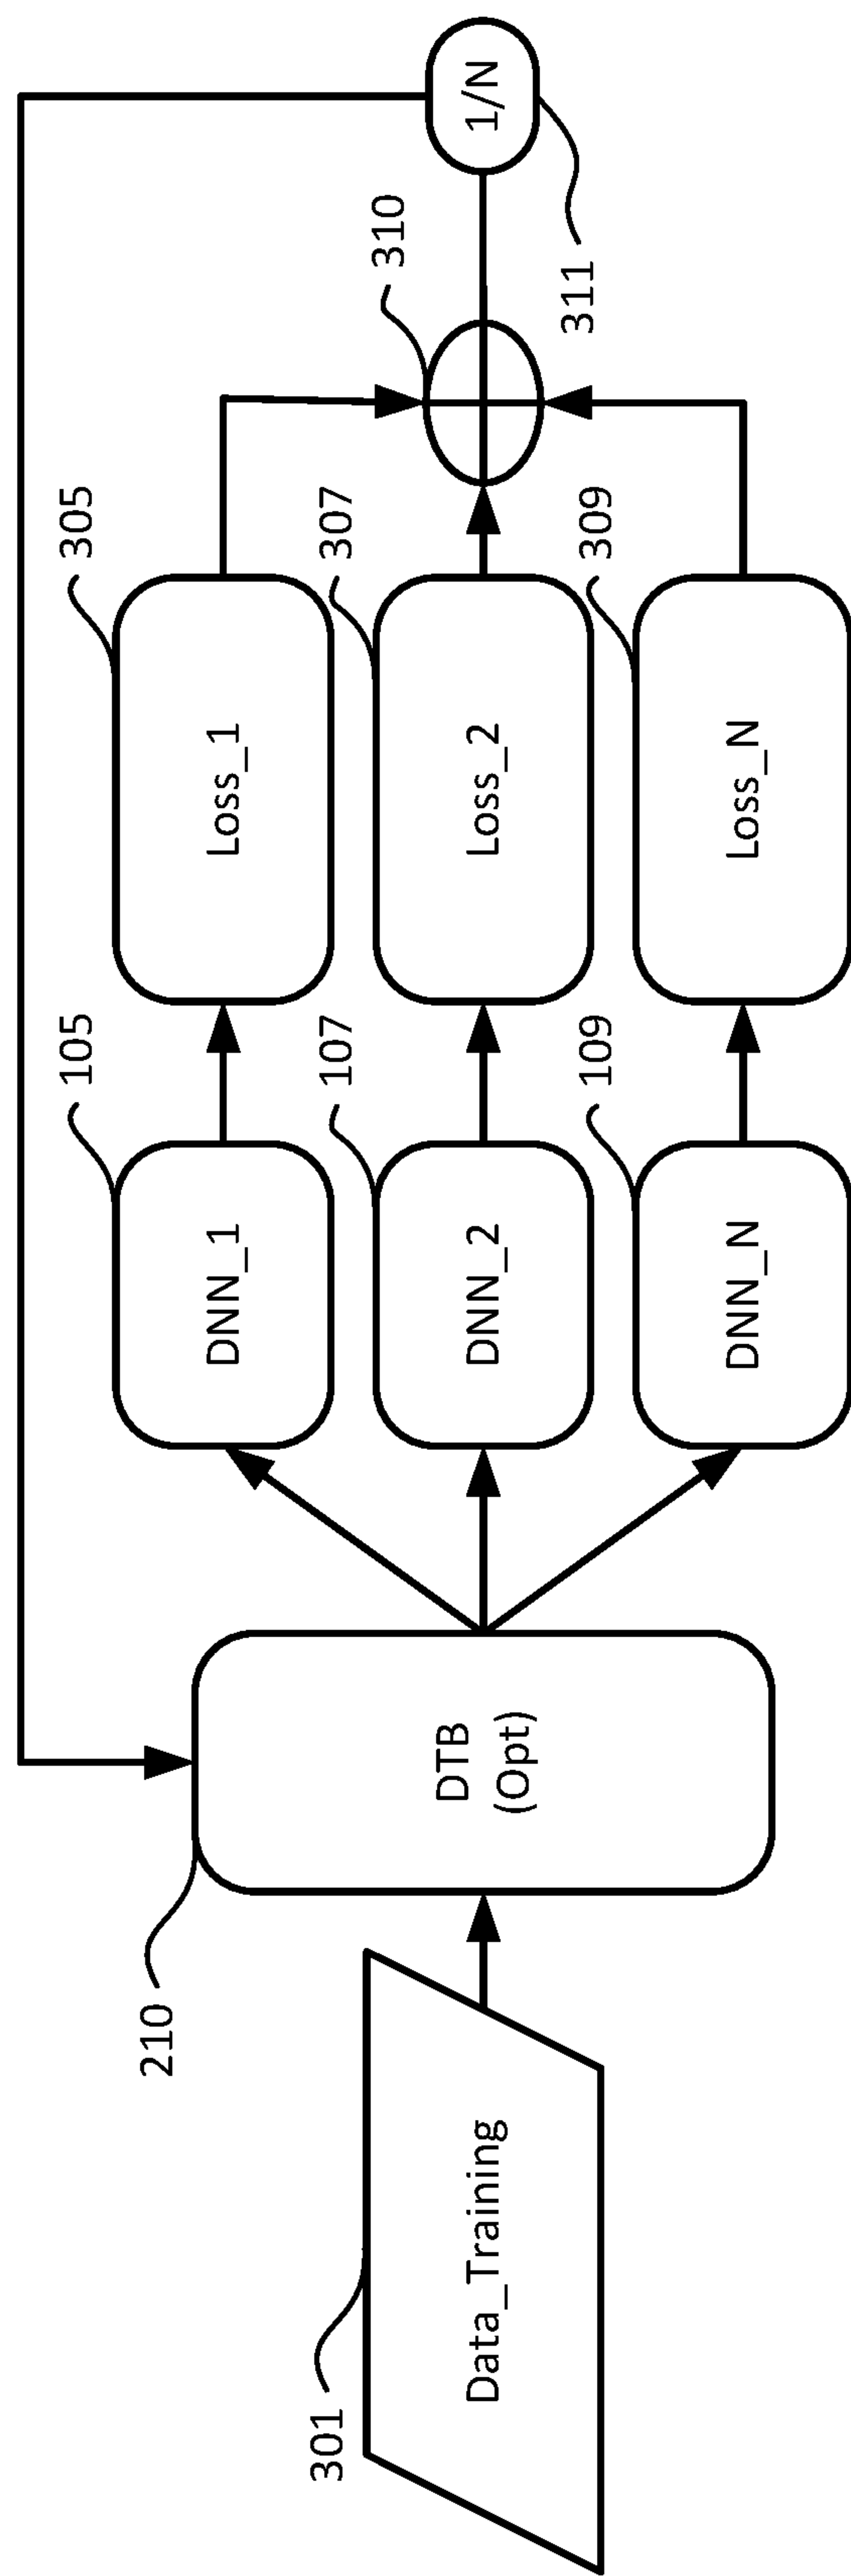 301
Data_Training
210
DTB
(Opt)
105
DNN_1
107
DNN_2
109
DNN_N
305
Loss_1
307
Loss_2
309
Loss_N
310
311
1/N